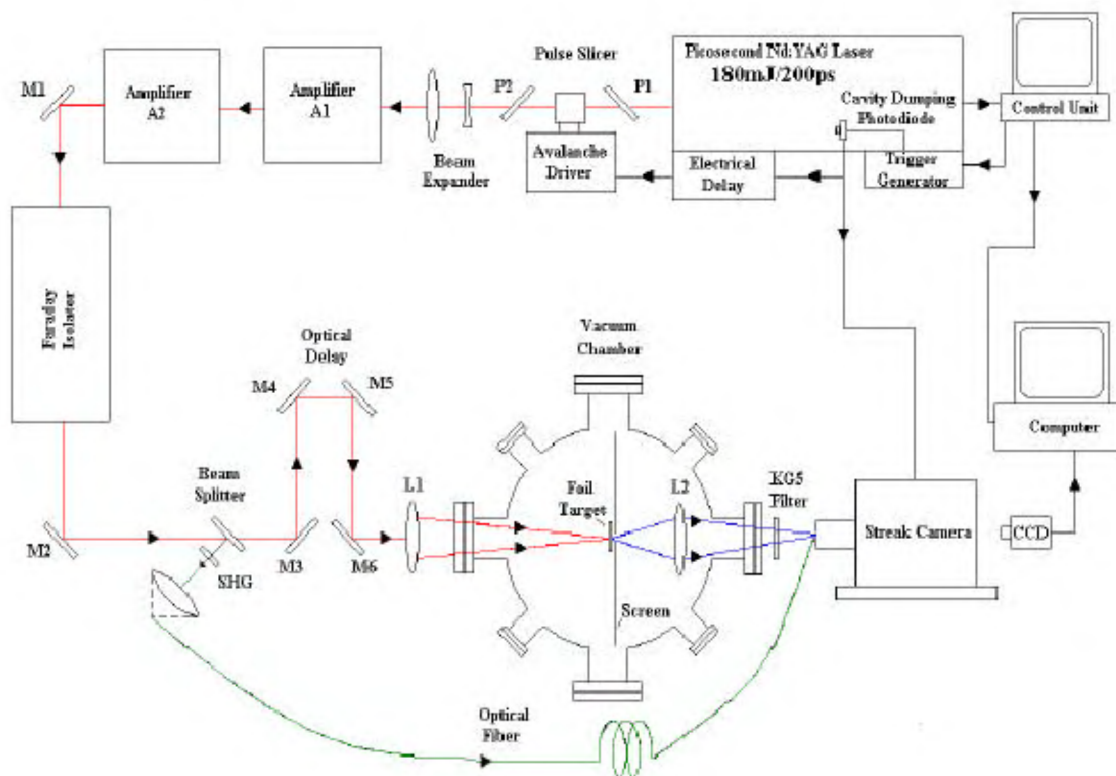 Pulse Slicer
Picosecond Nd:YAG Laser
180mJ/200ps
Cavity Dumping
Photodiode
Control Unit
M1
Amplifier
A2
Amplifier
A1
P2
P1
Beam
Expander
Avalanche
Driver
Electrical
Delay
Trigger
Generator
Faraday
Isolator
Optical
Delay
M4
M5
Vacuum
Chamber
Computer
Beam
Splitter
L1
Foil
Target
L2
KG5
Filter
Streak Camera
CCD
M2
SHG
M3
M6
Screen
Optical
Fiber